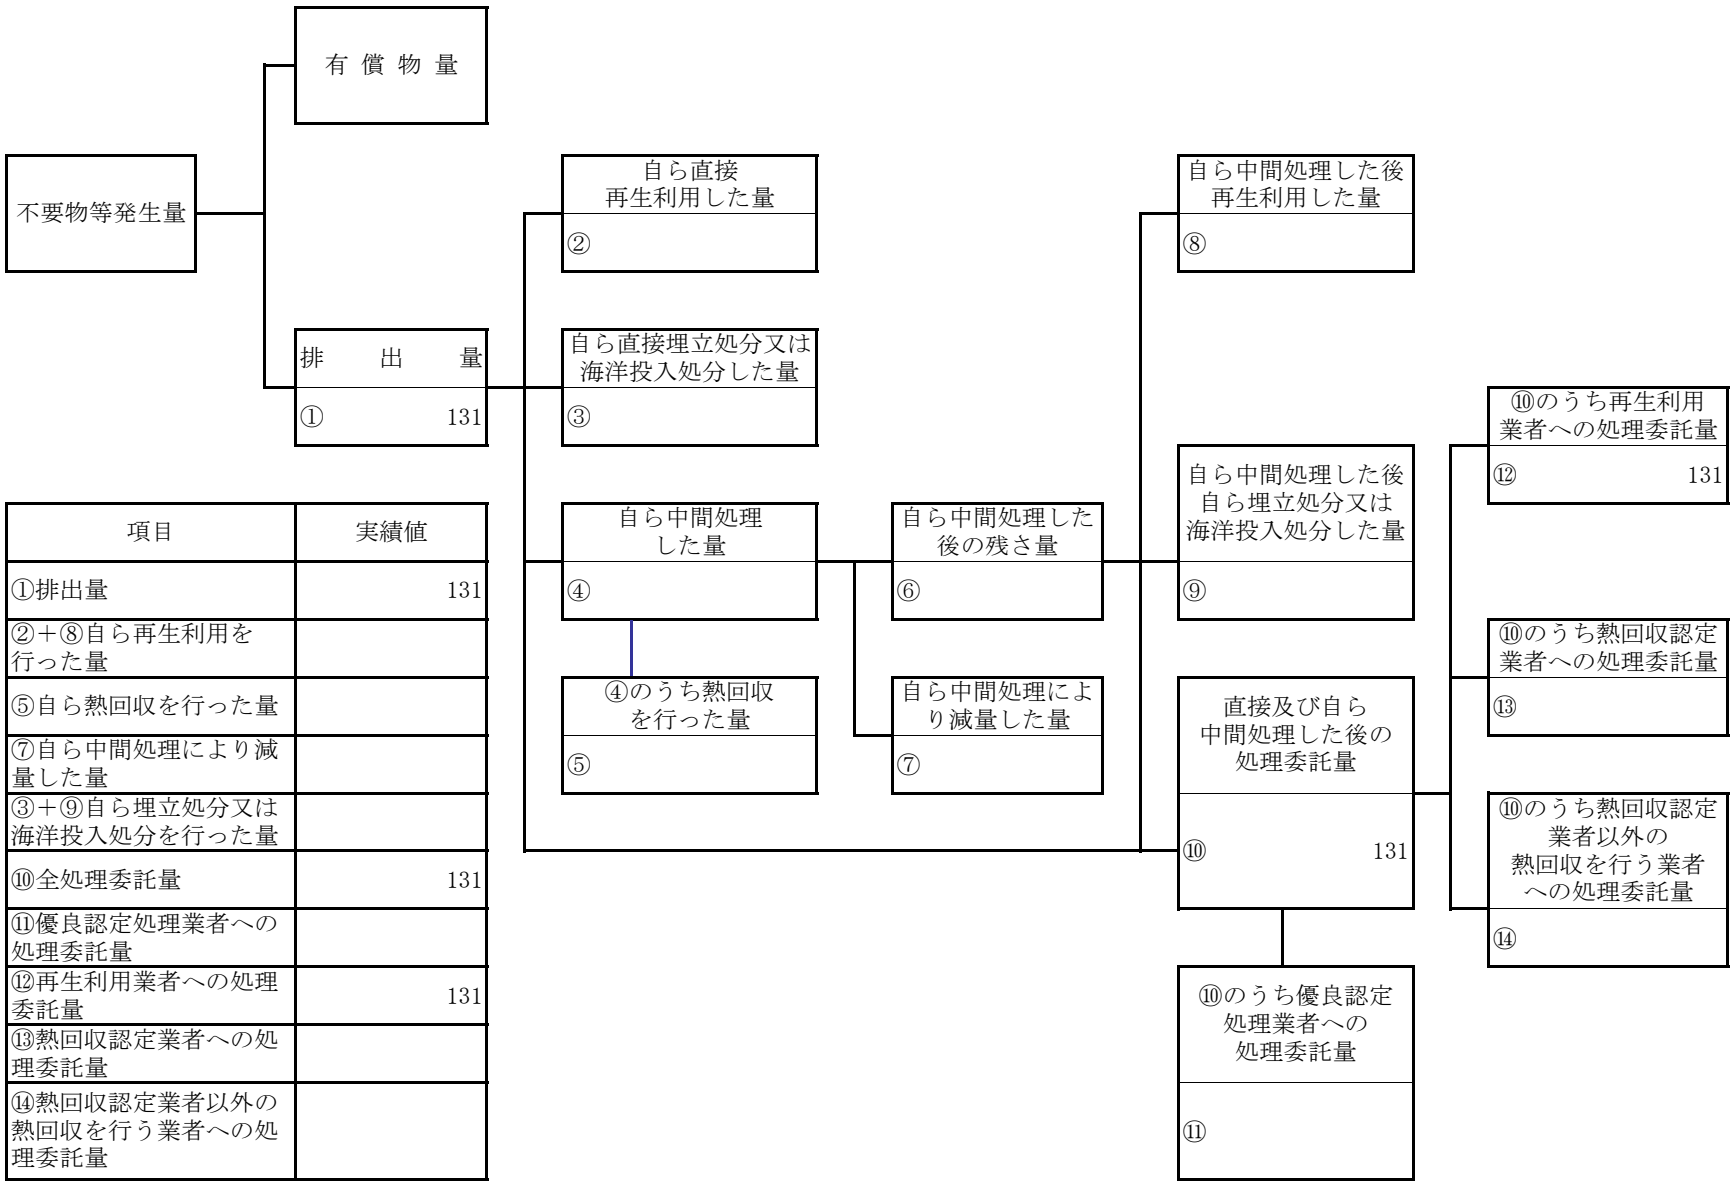 有償物量
不要物等発生量
排出量
① 131
自ら直接
再生利用した量
②
自ら直接埋立処分又は
海洋投入処分した量
③
自ら中間処理
した量
④
④のうち熱回収
を行った量
⑤
自ら中間処理した
後の残さ量
⑥
自ら中間処理によ
り減量した量
⑦
自ら中間処理した後
再生利用した量
⑧
自ら中間処理した後
自ら埋立処分又は
海洋投入処分した量
⑨
直接及び自ら
中間処理した後の
処理委託量
⑩ 131
⑩のうち優良認定
処理業者への
処理委託量
⑪
⑩のうち再生利用
業者への処理委託量
⑫ 131
⑩のうち熱回収認定
業者への処理委託量
⑬
⑩のうち熱回収認定
業者以外の
熱回収を行う業者
への処理委託量
⑭
項目 実績値
①排出量 131
②＋⑧自ら再生利用を
行った量
⑤自ら熱回収を行った量
⑦自ら中間処理により減
量した量
③＋⑨自ら埋立処分又は
海洋投入処分を行った量
⑩全処理委託量 131
⑪優良認定処理業者への
処理委託量
⑫再生利用業者への処理
委託量 131
⑬熱回収認定業者への処
理委託量
⑭熱回収認定業者以外の
熱回収を行う業者への処
理委託量